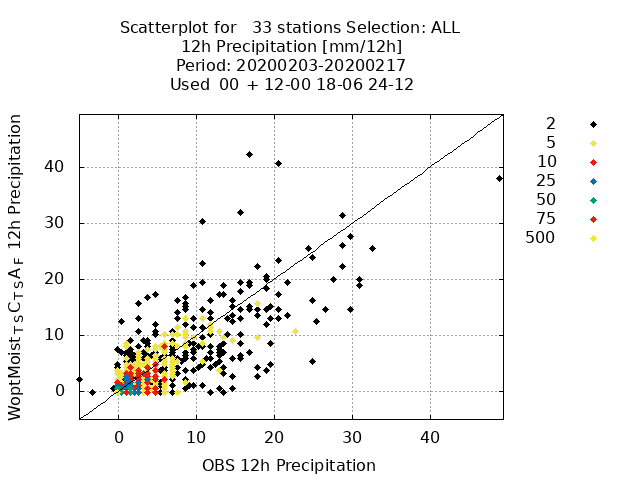 Scatterplot for   33 stations Selection: ALL
12h Precipitation [mm/12h]
Period: 20200203-20200217
Used  00 + 12-00 18-06 24-12
WoptMoist_TSC_TSA_F 12h Precipitation
40
30
20
10
0
0 10 20 30 40
OBS 12h Precipitation
2
5
10
25
50
75
500